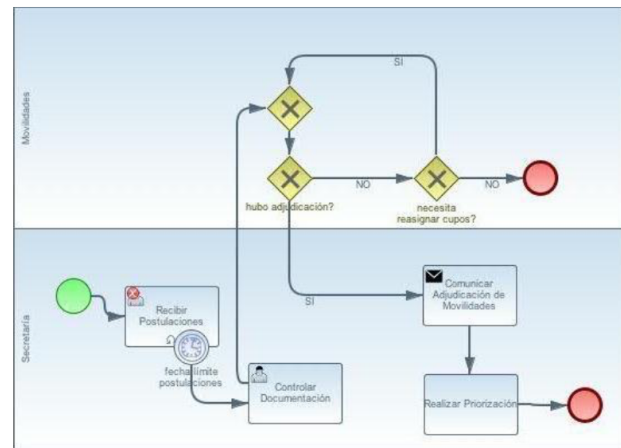 Movilidades
SI
hubo adjudicación?
NO
necesita
reasignar cupos?
NO
Secretaría
Recibir
Postulaciones
fecha límite
postulaciones
Controlar
Documentación
SI
Comunicar
Adjudicación de
Movilidades
Realizar Priorización